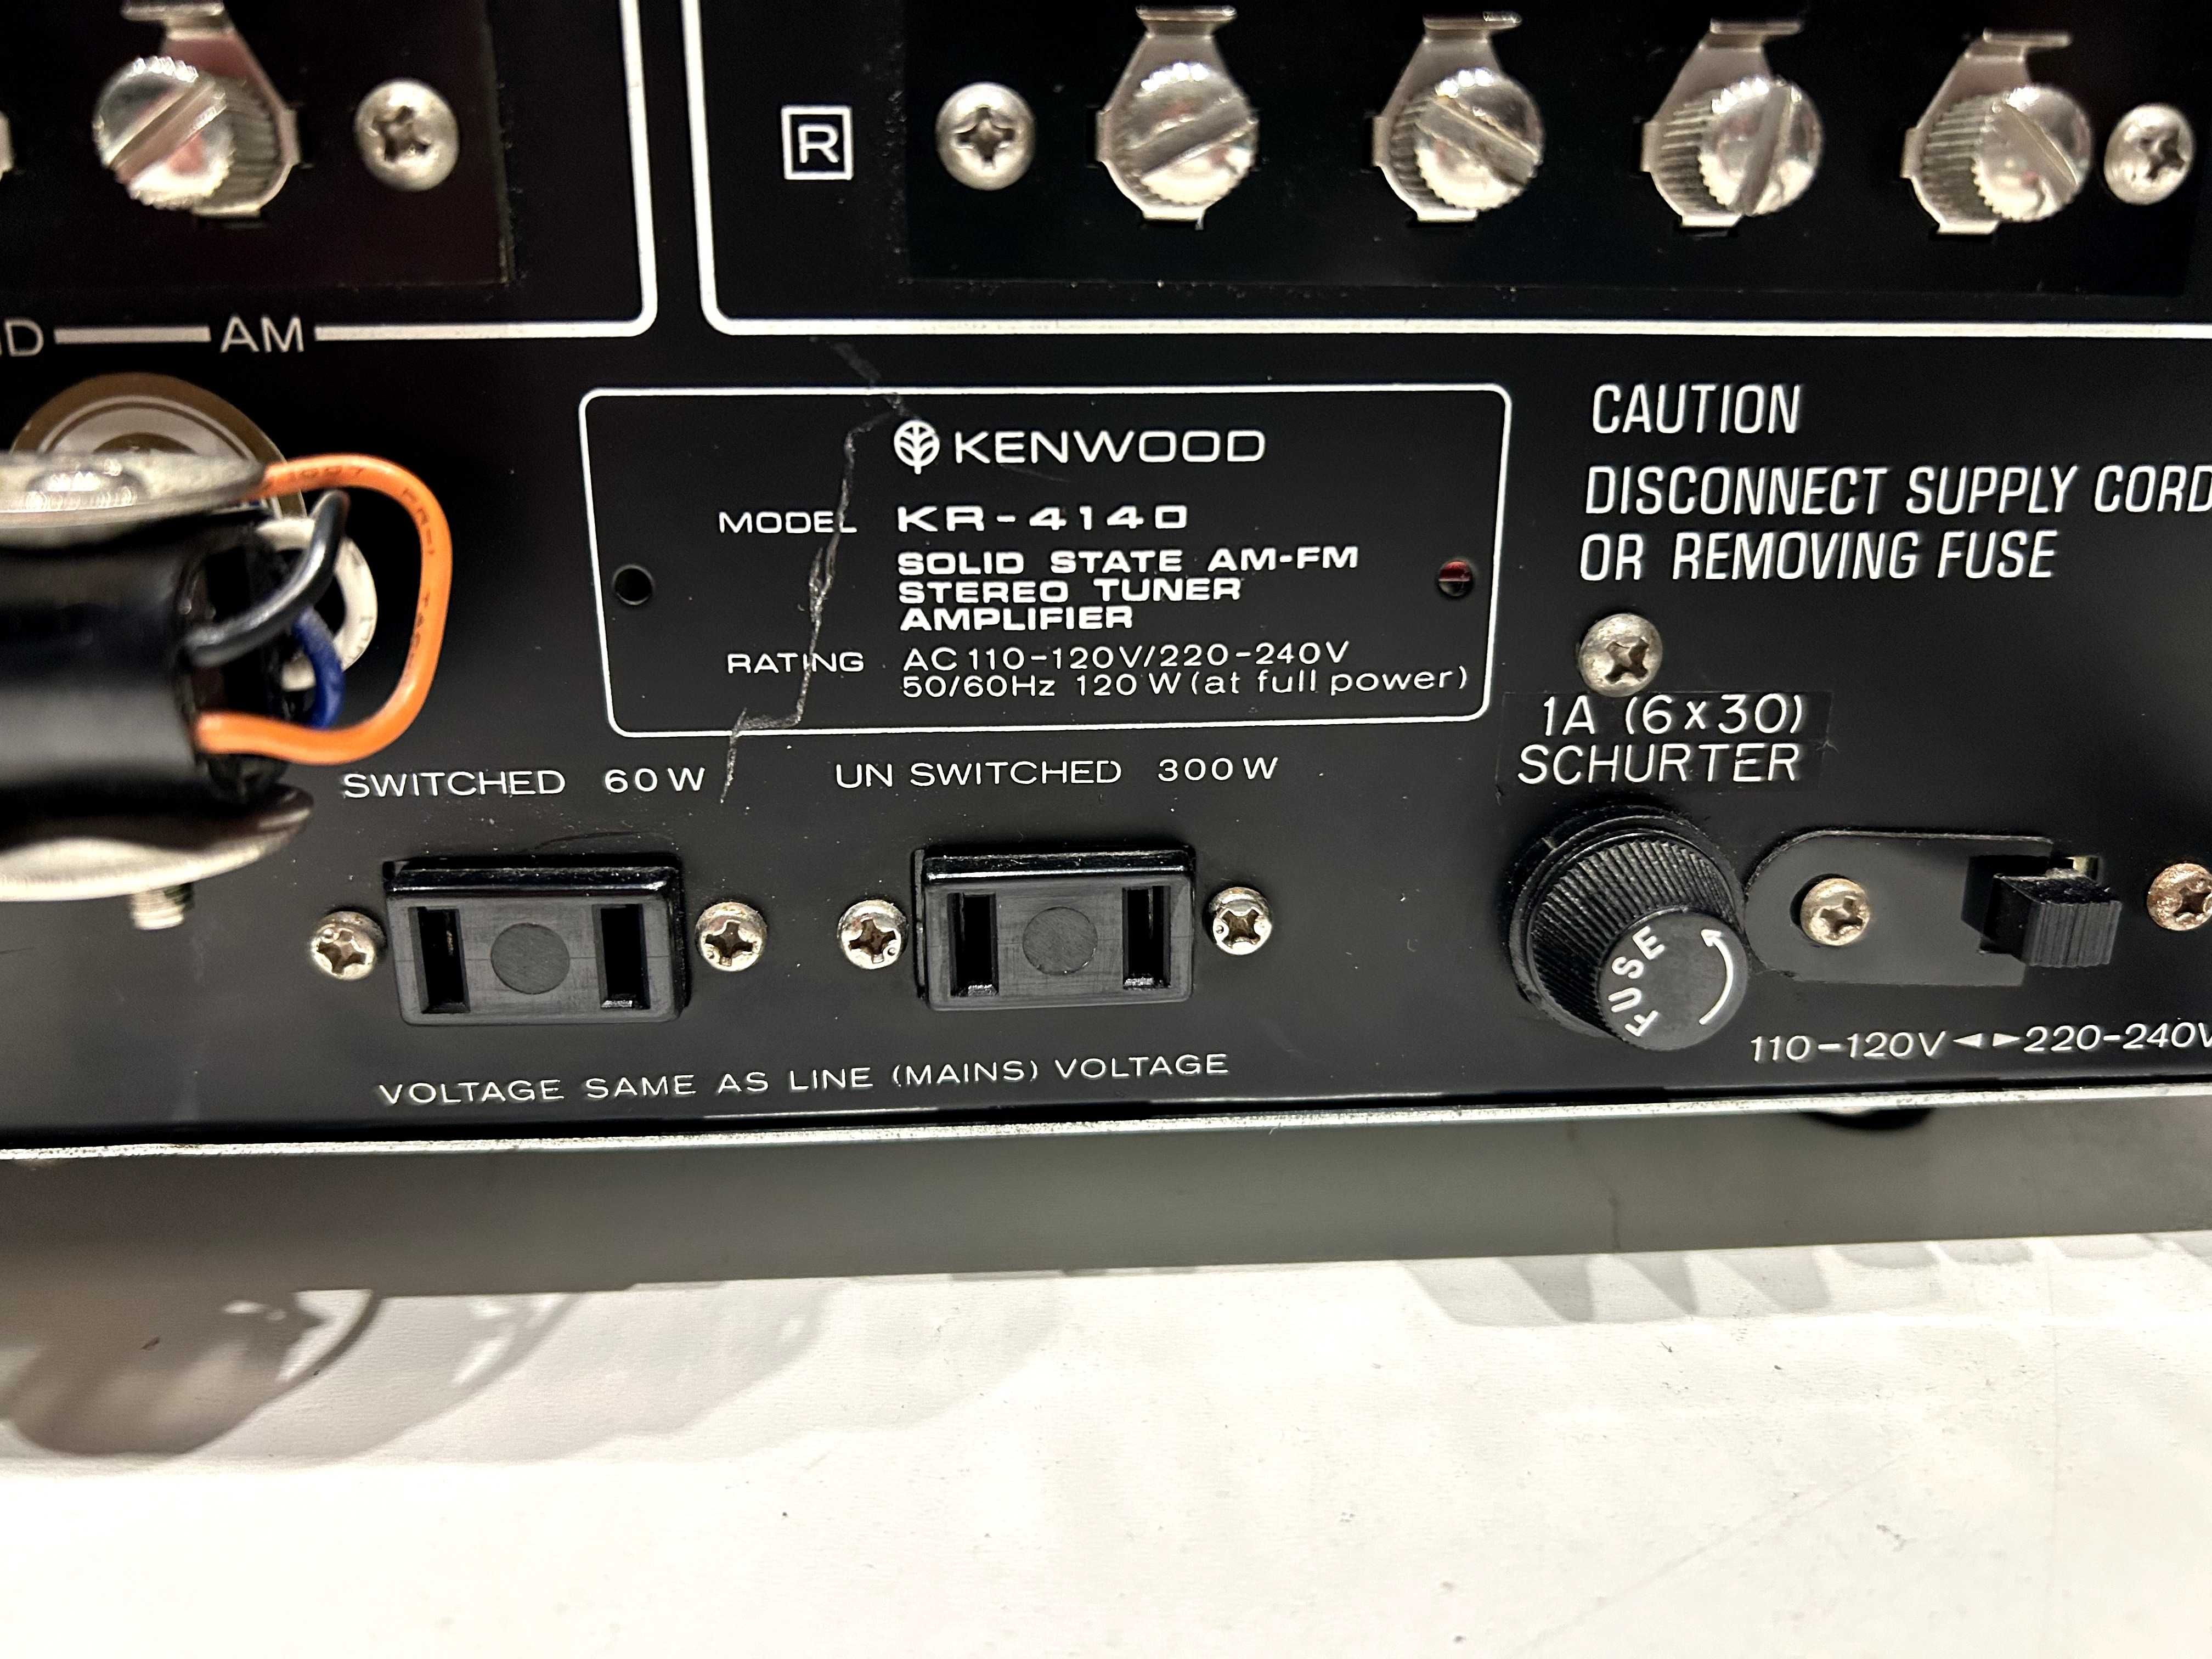 R
AM
KENWOOD
MODEL KR-4140
SOLID STATE AM-FM
STEREO TUNER
AMPLIFIER
RATING AC 110-120V/220-240V
50/60Hz 120W (at full power)
CAUTION
DISCONNECT SUPPLY CORD
OR REMOVING FUSE
1A (6x30)
SCHURTER
SWITCHED 60W
UN SWITCHED 300W
FUSE
110-120V ◄ ► 220-240V
VOLTAGE SAME AS LINE (MAINS) VOLTAGE